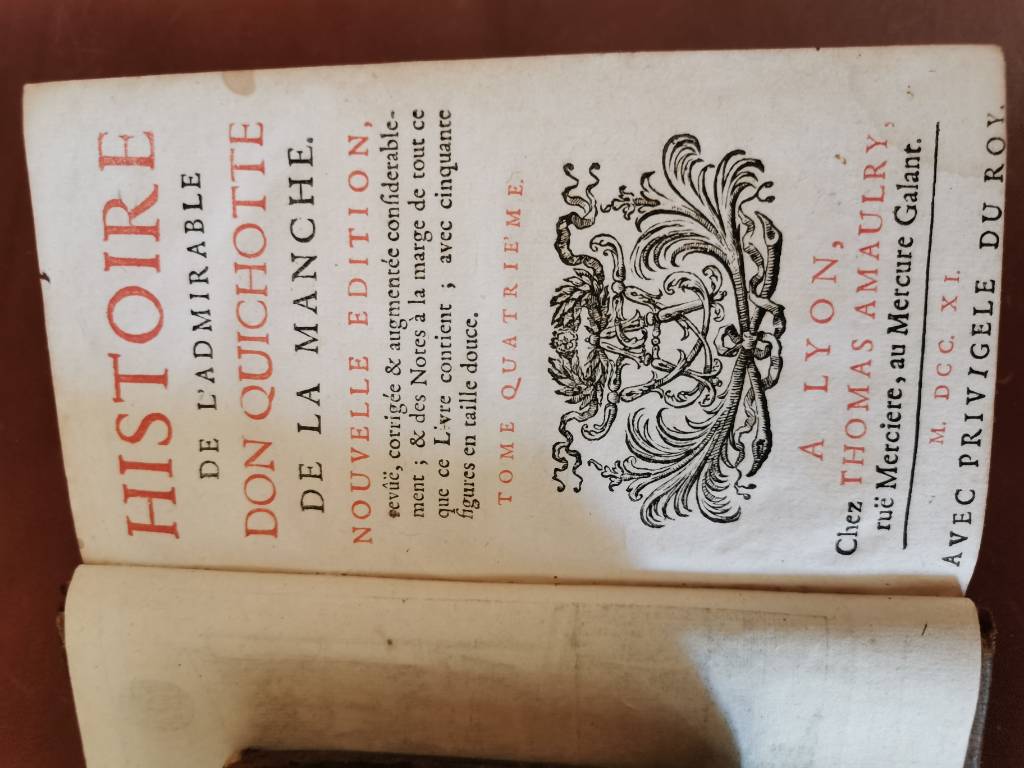 HISTOIRE
DE L'ADMIRABLE
DON QUICHOTTE
DE LA MANCHE.
NOUVELLE EDITION,
revûë, corrigée & augmentée considerable-
ment ; & des Notes à la marge de tout ce
que ce Livre contient ; avec cinquante
figures en taille douce.
TOME QUATRIE'ME.
A LYON,
Chez THOMAS AMAULRY,
ruë Merciere, au Mercure Galant.
M. DCC. XI.
AVEC PRIVIGELE DU ROY.